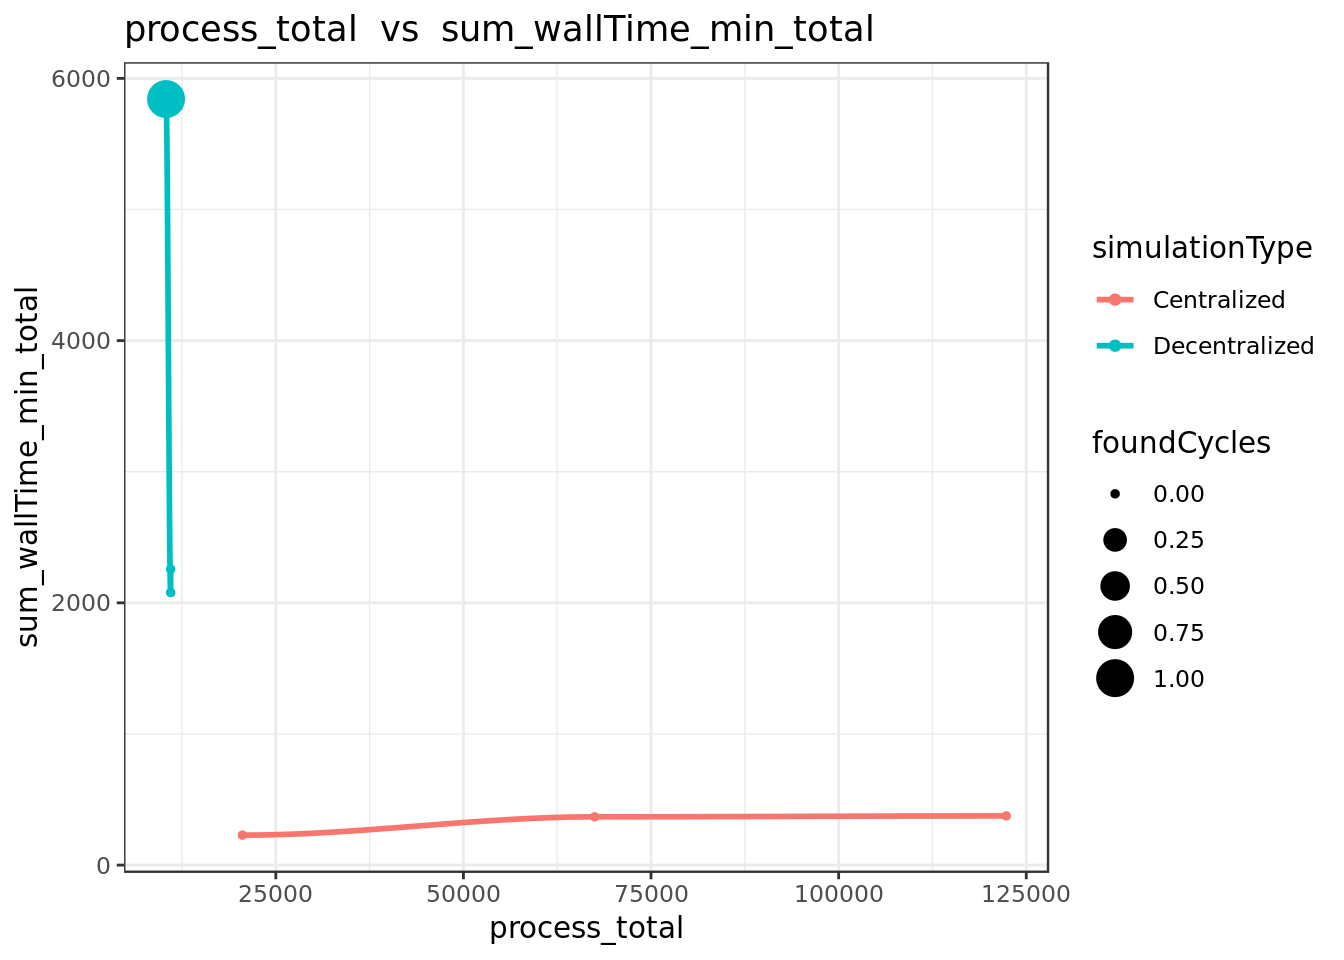 process_total  vs  sum_wallTime_min_total
sum_wallTime_min_total
6000
4000
2000
0
25000
50000
75000
100000
125000
process_total
simulationType
Centralized
Decentralized
foundCycles
0.00
0.25
0.50
0.75
1.00